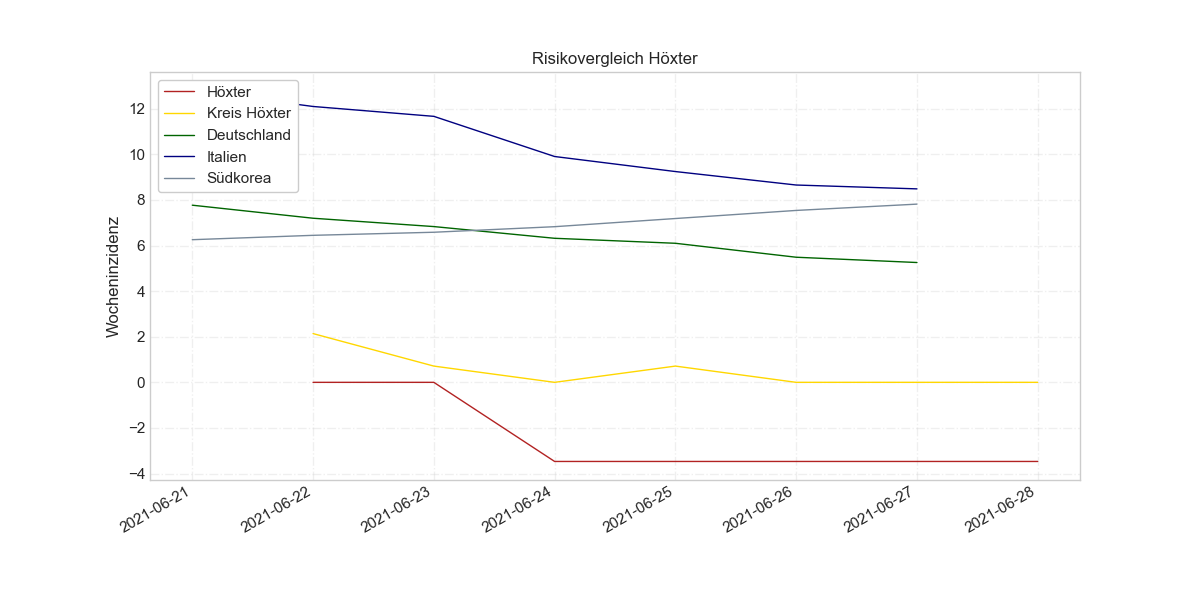 Risikovergleich Höxter
Höxter
Kreis Höxter
Deutschland
Italien
Südkorea
Wocheninzidenz
12
10
8
6
4
2
0
−2
−4
2021-06-21
2021-06-22
2021-06-23
2021-06-24
2021-06-25
2021-06-26
2021-06-27
2021-06-28